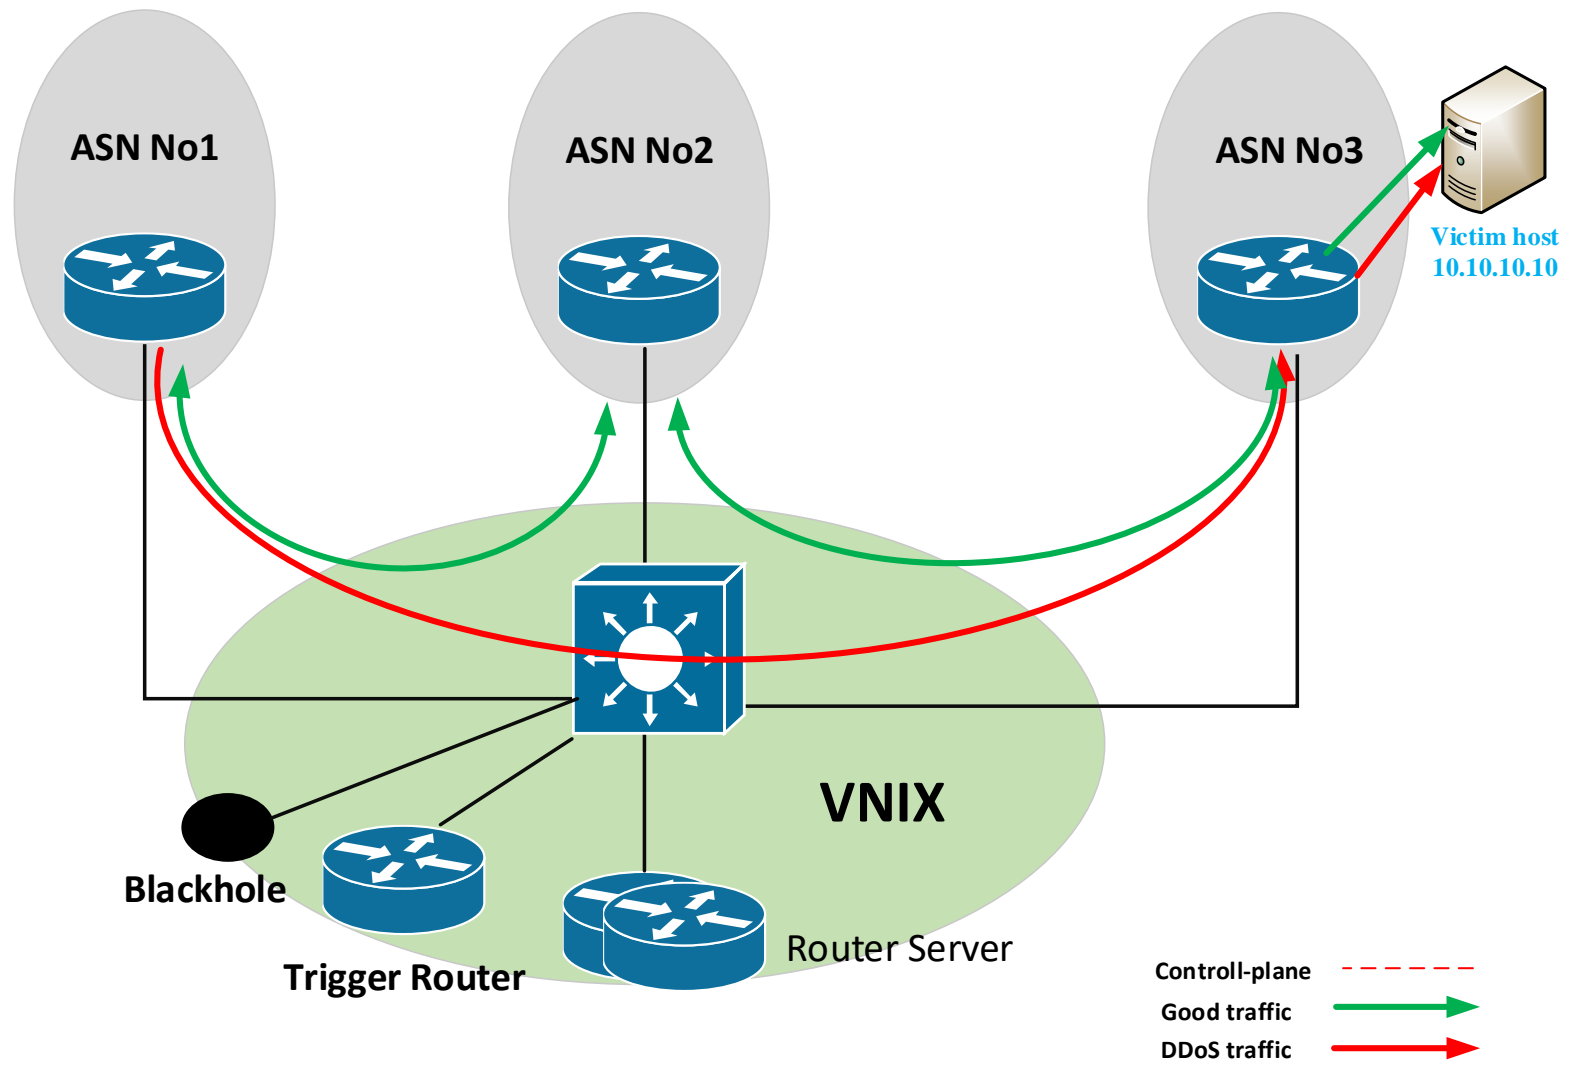 ASN No1
ASN No2
ASN No3
Victim host
10.10.10.10
VNIX
Blackhole
Trigger Router
Router Server
Controll-plane
Good traffic
DDoS traffic